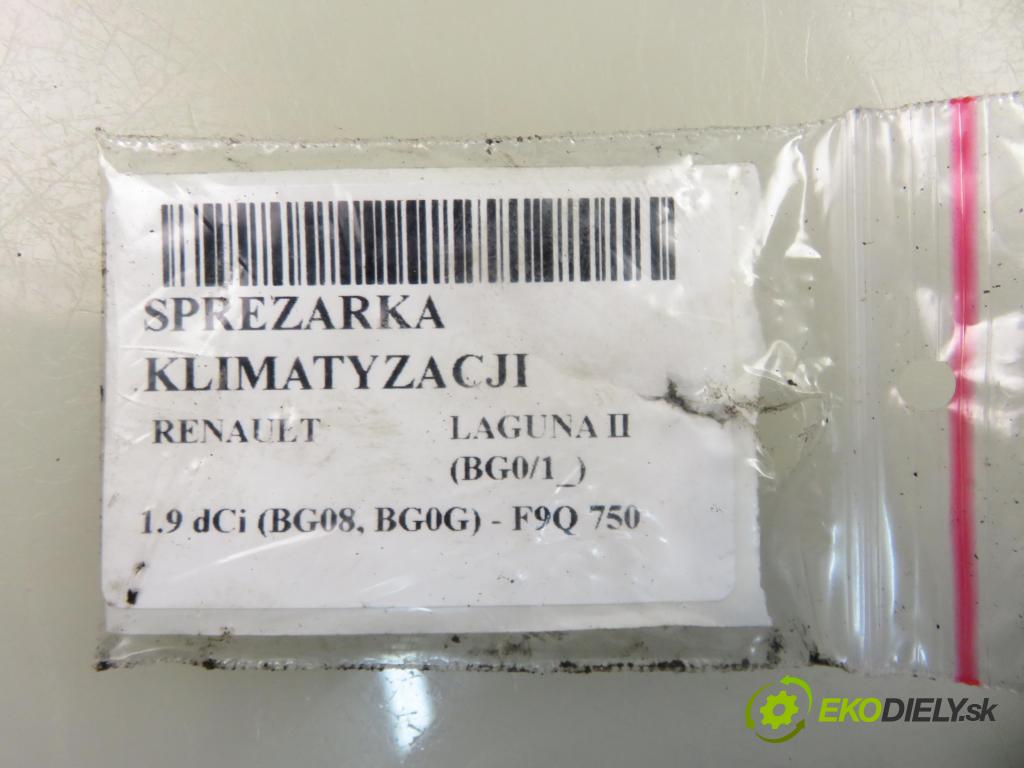 SPREZARKA
KLIMATYZACJI
RENAULT LAGUNA II
(BG0/1_)
1.9 dCi (BG08, BG0G) - F9Q 750
EKODIELY.sk